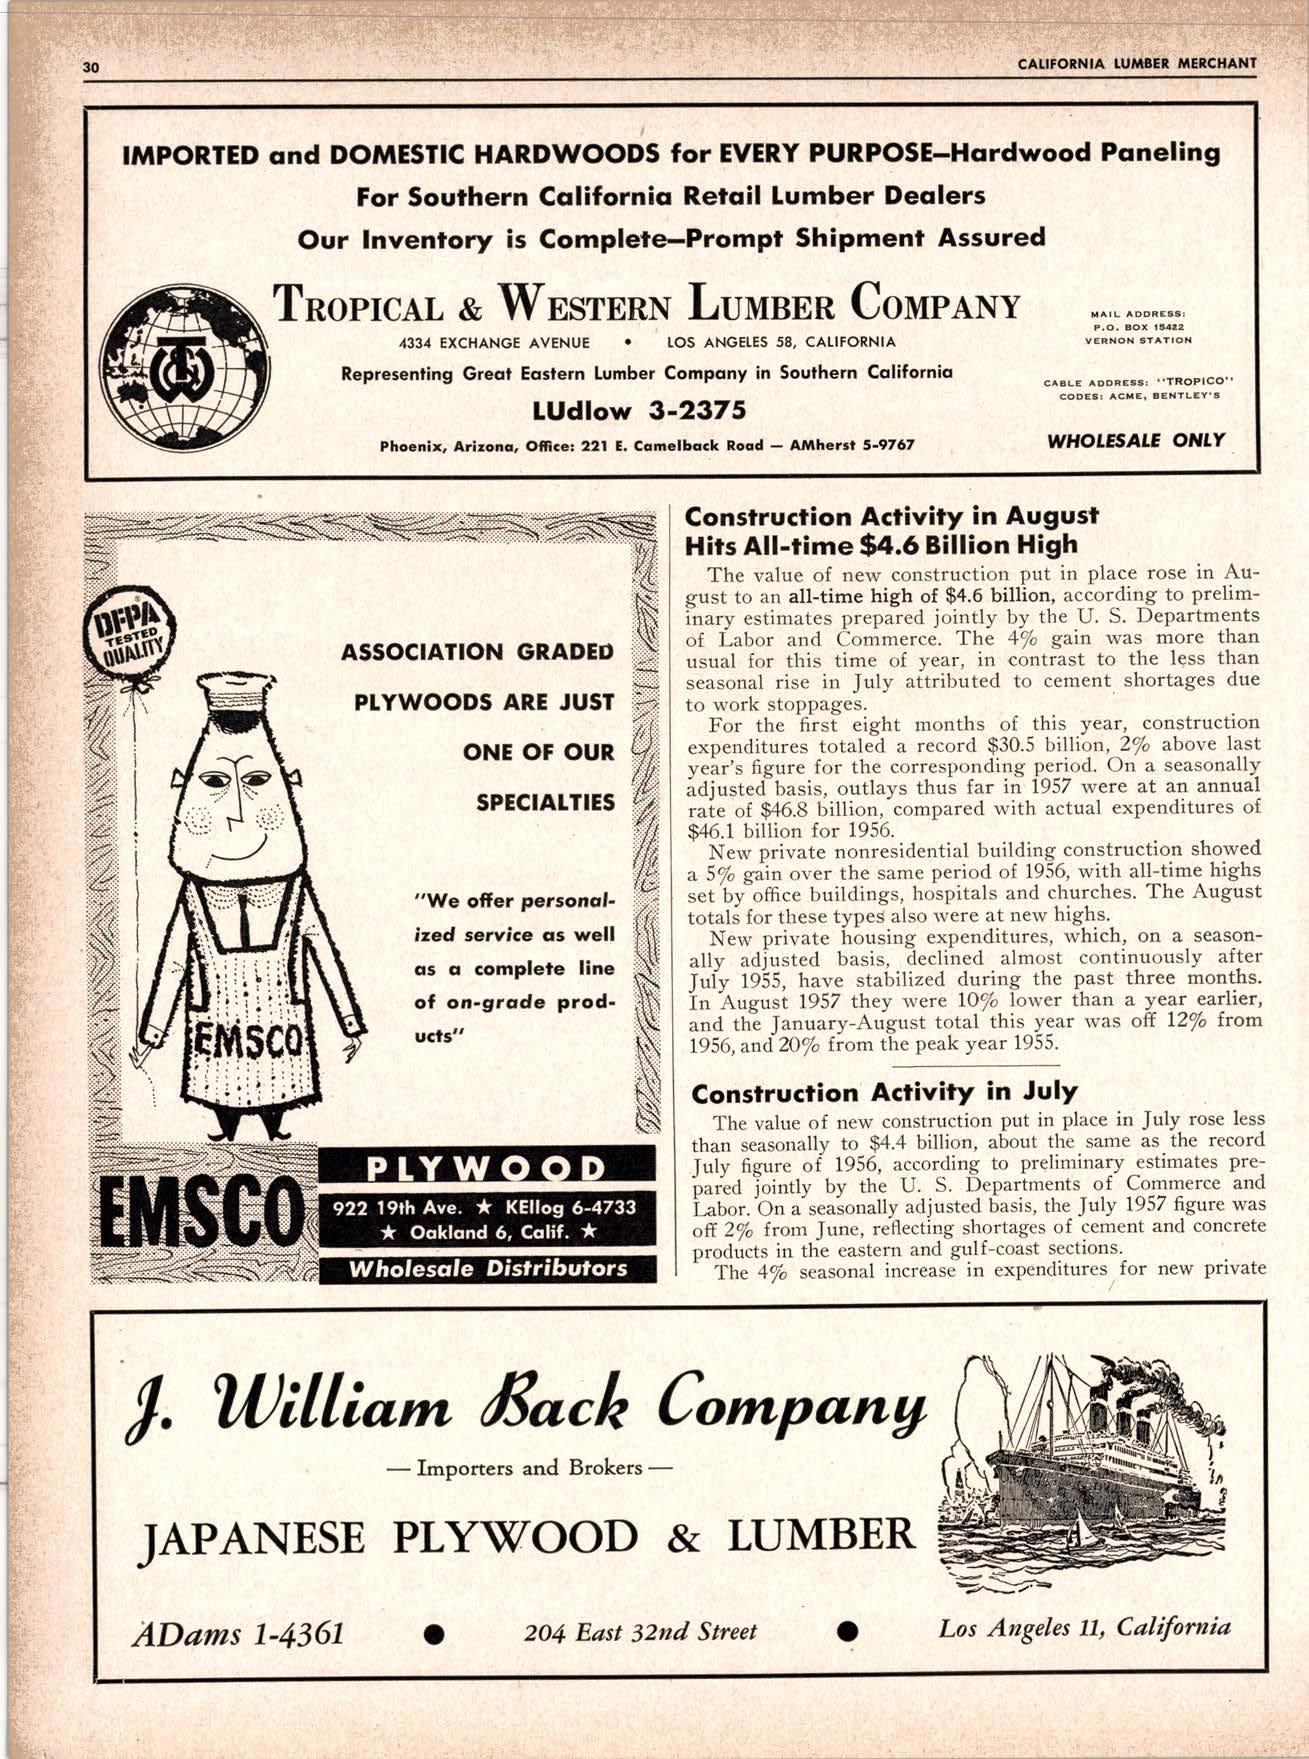 30
CALIFORNIA LUMBER MERCHANT
IMPORTED and DOMESTIC HARDWOODS for EVERY PURPOSE—Hardwood Paneling
For Southern California Retail Lumber Dealers
Our Inventory is Complete—Prompt Shipment Assured
TROPICAL & WESTERN LUMBER COMPANY
4334 EXCHANGE AVENUE • LOS ANGELES 58, CALIFORNIA
Representing Great Eastern Lumber Company in Southern California
LUdlow 3-2375
Phoenix, Arizona, Office: 221 E. Camelback Road — AMherst 5-9767
MAIL ADDRESS:
P.O. BOX 15422
VERNON STATION
CABLE ADDRESS: "TROPICO"
CODES: ACME, BENTLEY'S
WHOLESALE ONLY
DFPA
®
TESTED
QUALITY
ASSOCIATION GRADED
PLYWOODS ARE JUST
ONE OF OUR
SPECIALTIES
"We offer personal-
ized service as well
as a complete line
of on-grade prod-
ucts"
EMSCO
EMSCO
PLYWOOD
922 19th Ave. ★ KEllog 6-4733
★ Oakland 6, Calif. ★
Wholesale Distributors
Construction Activity in August
Hits All-time $4.6 Billion High
The value of new construction put in place rose in Au-
gust to an all-time high of $4.6 billion, according to prelim-
inary estimates prepared jointly by the U. S. Departments
of Labor and Commerce. The 4% gain was more than
usual for this time of year, in contrast to the less than
seasonal rise in July attributed to cement shortages due
to work stoppages.
For the first eight months of this year, construction
expenditures totaled a record $30.5 billion, 2% above last
year's figure for the corresponding period. On a seasonally
adjusted basis, outlays thus far in 1957 were at an annual
rate of $46.8 billion, compared with actual expenditures of
$46.1 billion for 1956.
New private nonresidential building construction showed
a 5% gain over the same period of 1956, with all-time highs
set by office buildings, hospitals and churches. The August
totals for these types also were at new highs.
New private housing expenditures, which, on a season-
ally adjusted basis, declined almost continuously after
July 1955, have stabilized during the past three months.
In August 1957 they were 10% lower than a year earlier,
and the January-August total this year was off 12% from
1956, and 20% from the peak year 1955.
Construction Activity in July
The value of new construction put in place in July rose less
than seasonally to $4.4 billion, about the same as the record
July figure of 1956, according to preliminary estimates pre-
pared jointly by the U. S. Departments of Commerce and
Labor. On a seasonally adjusted basis, the July 1957 figure was
off 2% from June, reflecting shortages of cement and concrete
products in the eastern and gulf-coast sections.
The 4% seasonal increase in expenditures for new private
J. William Back Company
— Importers and Brokers —
JAPANESE PLYWOOD & LUMBER
ADams 1-4361 ● 204 East 32nd Street ● Los Angeles 11, California